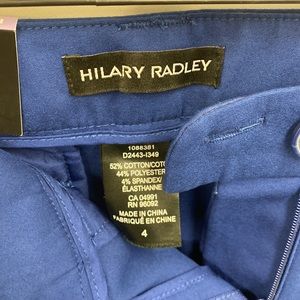 HILARY RADLEY
1088381
D2443-I349
52% COTTON/COTO
44% POLYESTER
4% SPANDEX/
ÉLASTHANNE
CA 04991
RN 96092
MADE IN CHINA
FABRIQUÉ EN CHINE
4